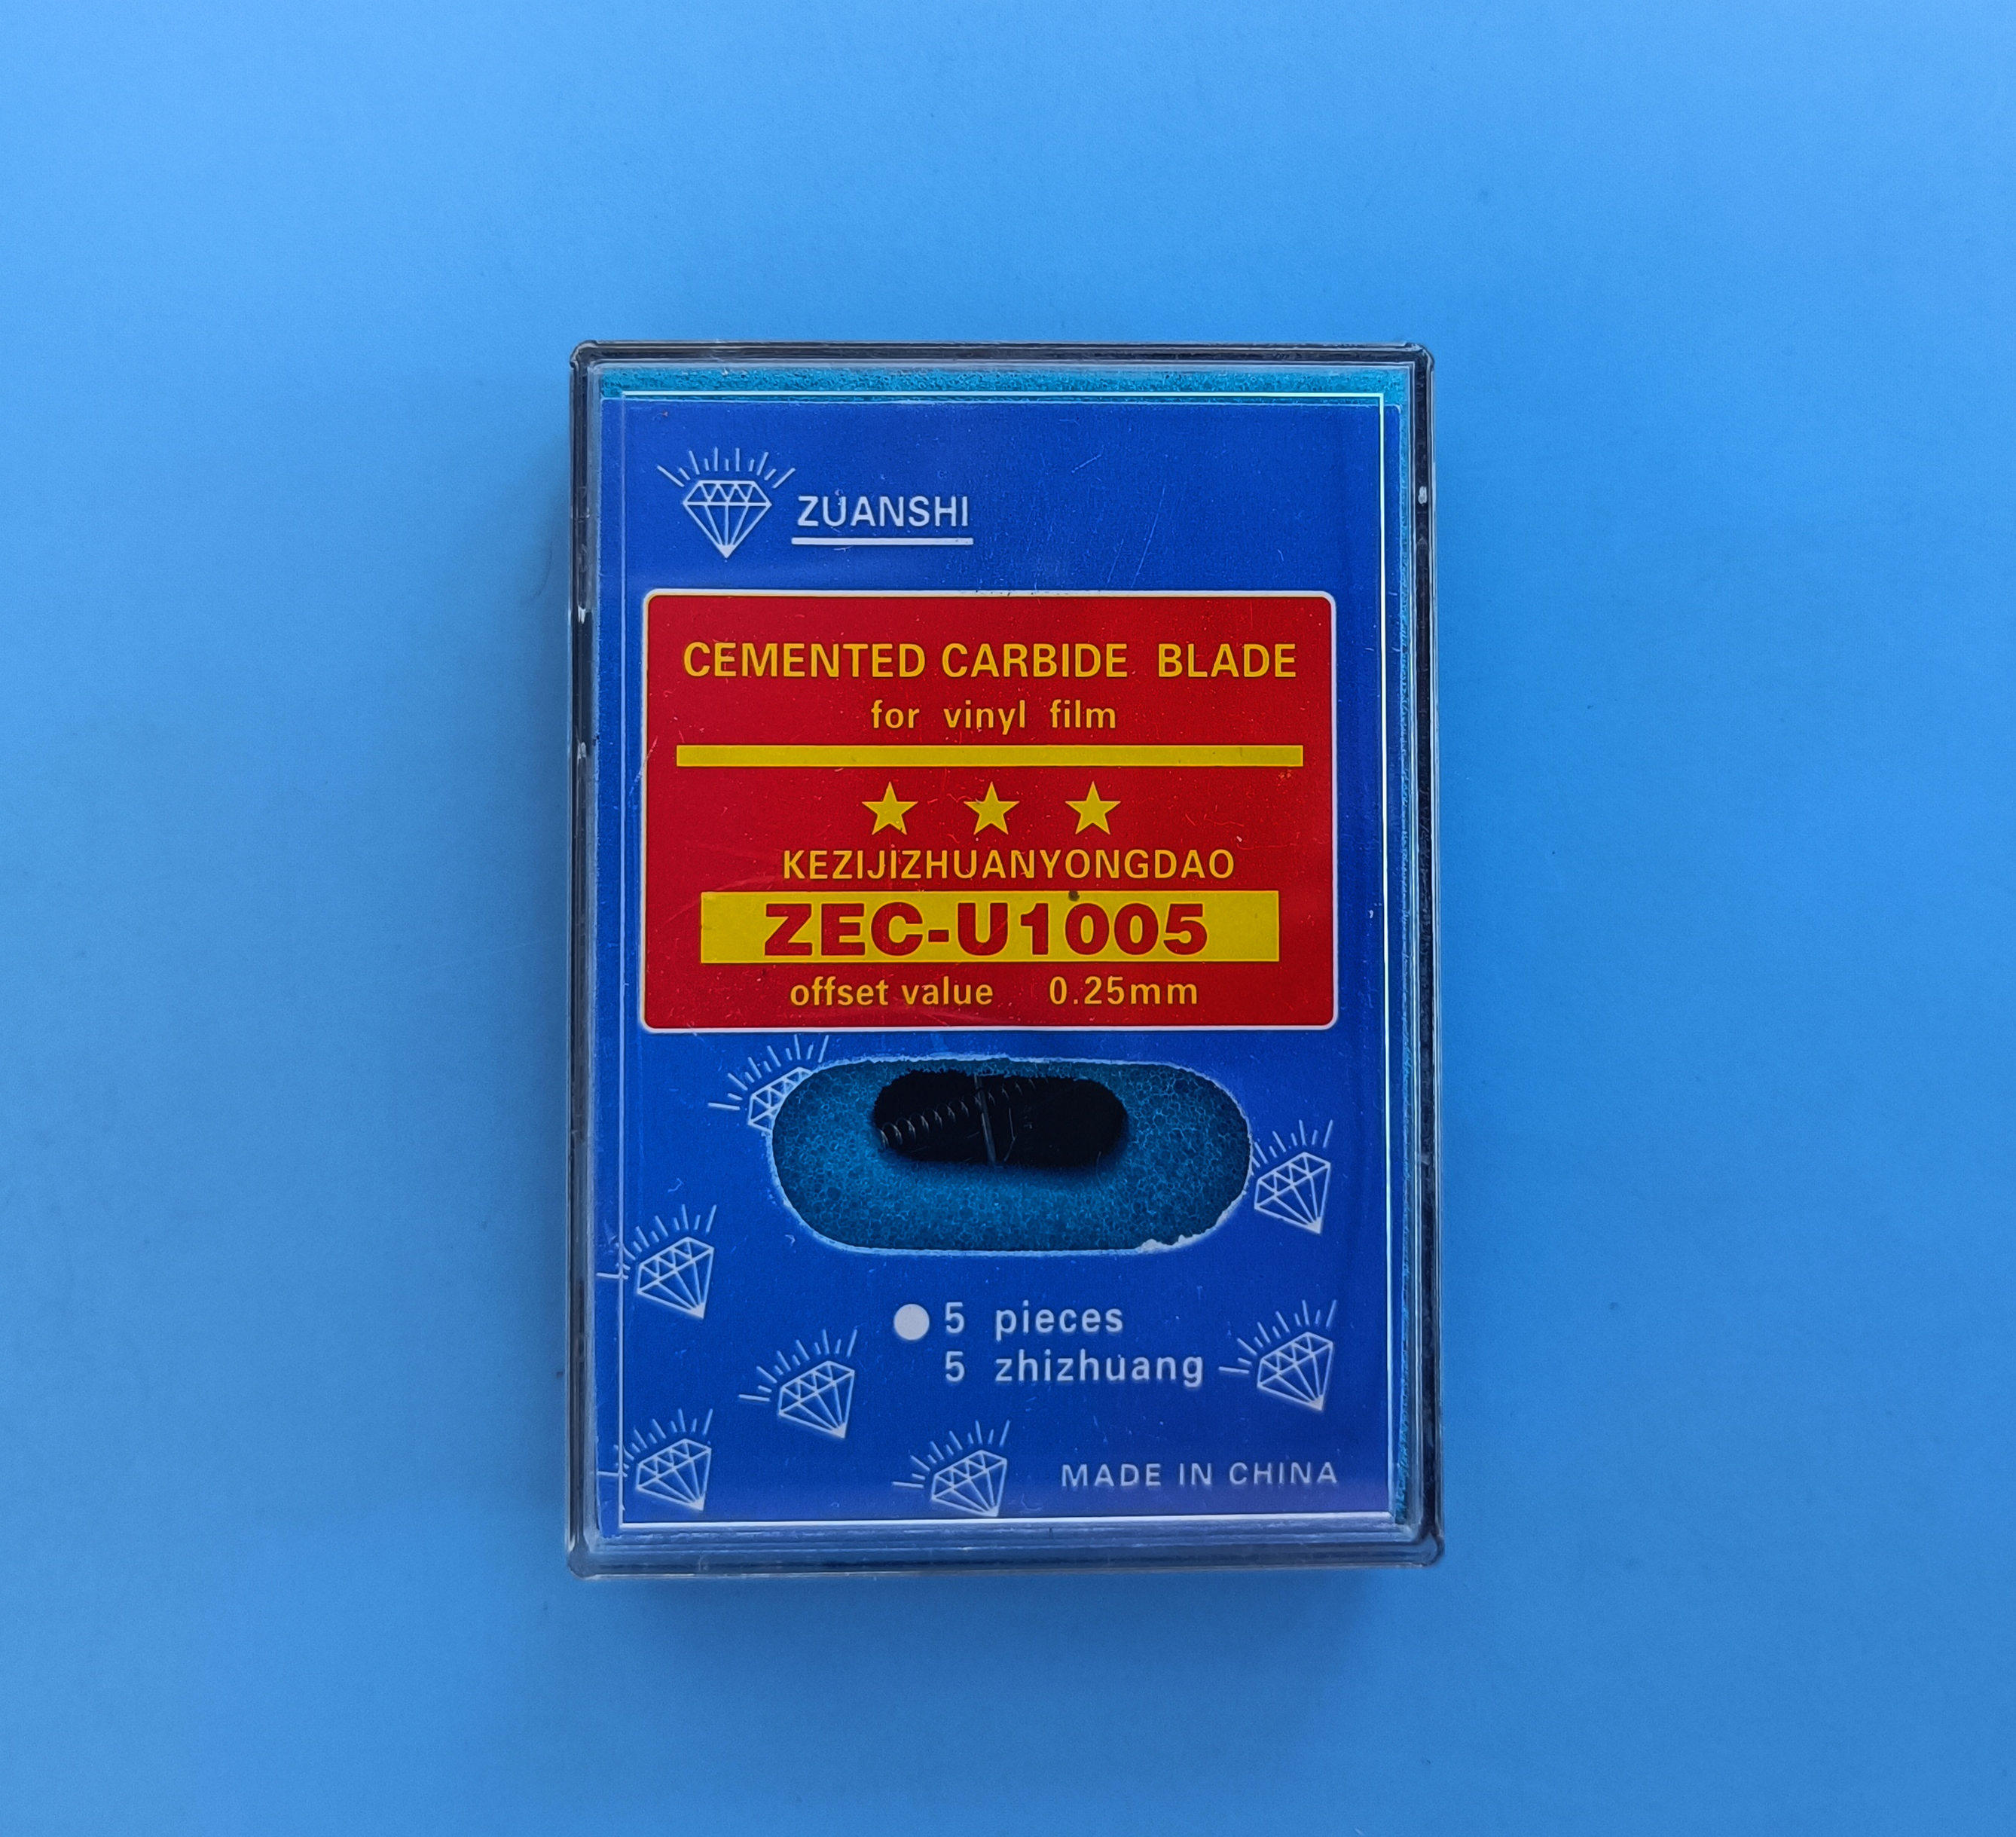 ZUANSHI
CEMENTED CARBIDE BLADE
for vinyl film
KEZIJIZHUANYONGDAO
ZEC-U1005
offset value 0.25mm
5 pieces
5 zhizhuang
MADE IN CHINA